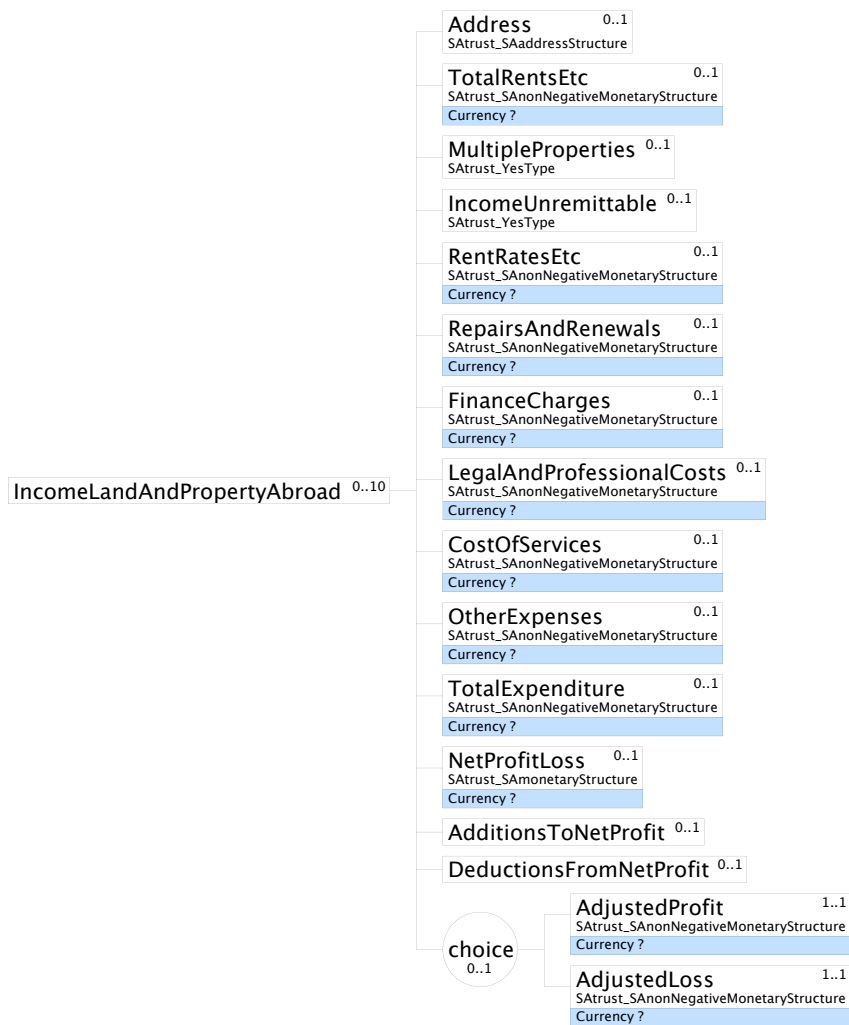 Address 0..1
SAtrust_SAaddressStructure
TotalRentsEtc 0..1
SAtrust_SAnonNegativeMonetaryStructure
Currency ?
MultipleProperties 0..1
SAtrust_YesType
IncomeUnremittable 0..1
SAtrust_YesType
RentRatesEtc 0..1
SAtrust_SAnonNegativeMonetaryStructure
Currency ?
RepairsAndRenewals 0..1
SAtrust_SAnonNegativeMonetaryStructure
Currency ?
FinanceCharges 0..1
SAtrust_SAnonNegativeMonetaryStructure
Currency ?
IncomeLandAndPropertyAbroad 0..10
LegalAndProfessionalCosts 0..1
SAtrust_SAnonNegativeMonetaryStructure
Currency ?
CostOfServices 0..1
SAtrust_SAnonNegativeMonetaryStructure
Currency ?
OtherExpenses 0..1
SAtrust_SAnonNegativeMonetaryStructure
Currency ?
TotalExpenditure 0..1
SAtrust_SAnonNegativeMonetaryStructure
Currency ?
NetProfitLoss 0..1
SAtrust_SAmonetaryStructure
Currency ?
AdditionsToNetProfit 0..1
DeductionsFromNetProfit 0..1
choice
0..1
AdjustedProfit 1..1
SAtrust_SAnonNegativeMonetaryStructure
Currency ?
AdjustedLoss 1..1
SAtrust_SAnonNegativeMonetaryStructure
Currency ?